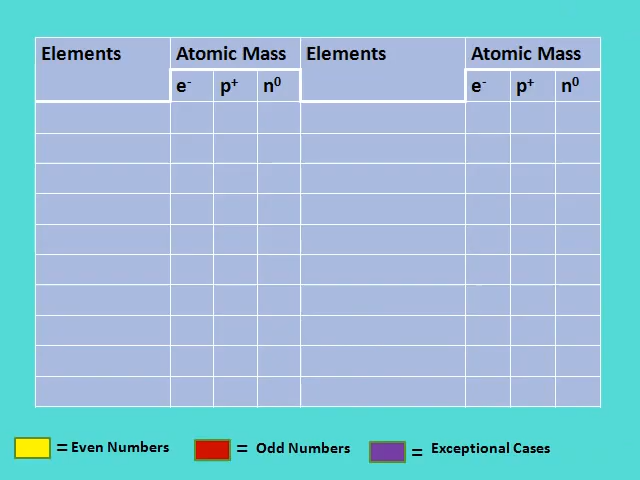 Elements Atomic Mass Elements Atomic Mass
e⁻ p⁺ n⁰ e⁻ p⁺ n⁰
= Even Numbers = Odd Numbers = Exceptional Cases